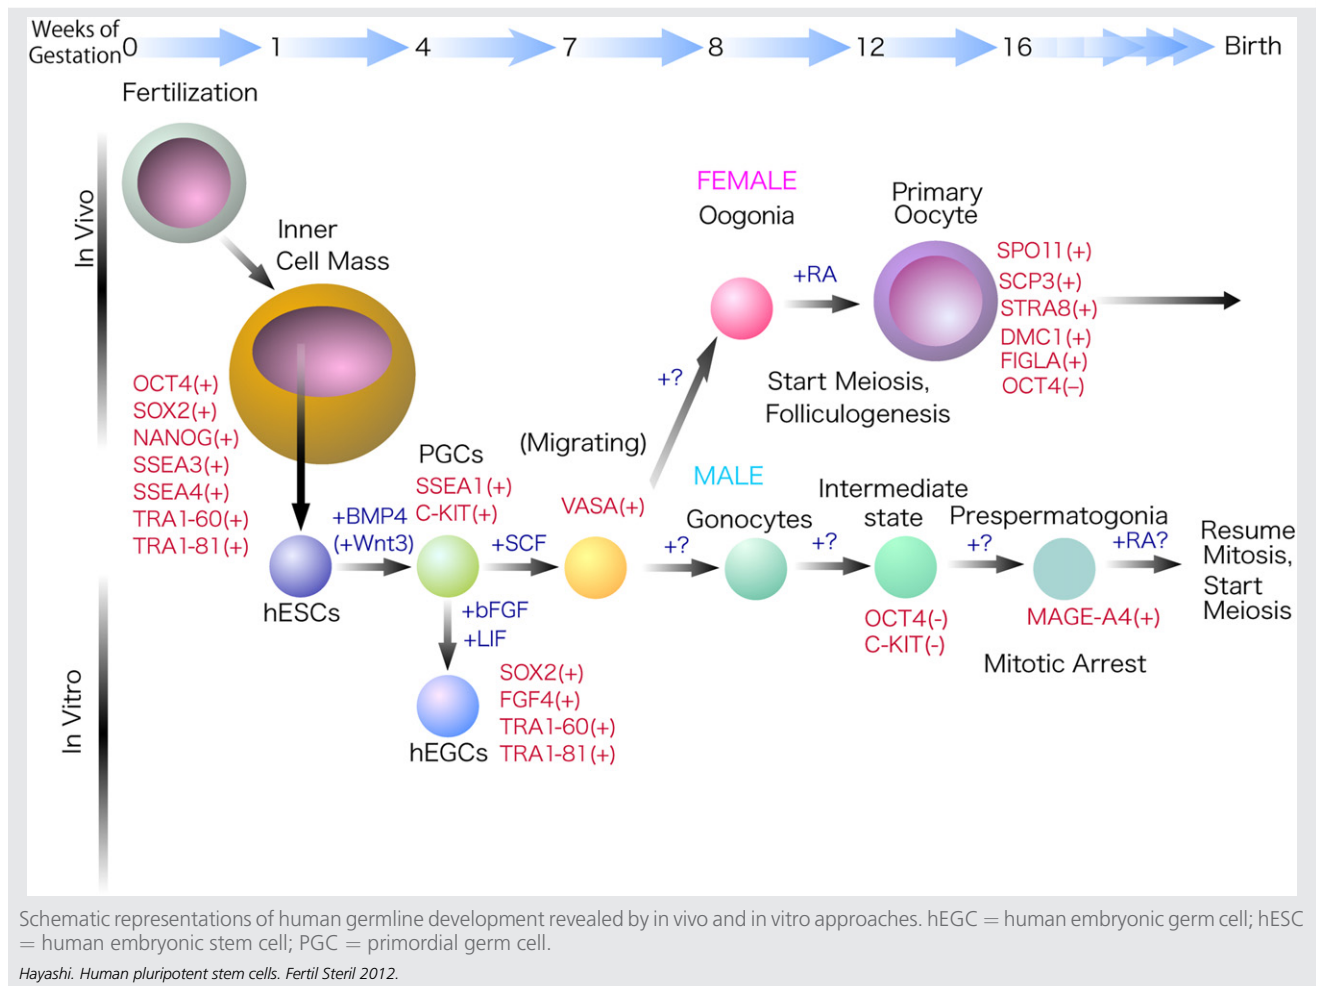 Weeks of
Gestation
0 1 4 7 8 12 16 Birth
Fertilization
In Vivo
Inner
Cell Mass
OCT4(+)
SOX2(+)
NANOG(+)
SSEA3(+)
SSEA4(+)
TRA1-60(+)
TRA1-81(+)
hESCs
+BMP4
(+Wnt3)
PGCs
SSEA1(+)
C-KIT(+)
+SCF
+bFGF
+LIF
hEGCs
SOX2(+)
FGF4(+)
TRA1-60(+)
TRA1-81(+)
(Migrating)
VASA(+)
+?
FEMALE
Oogonia
+RA
Primary
Oocyte
SPO11(+)
SCP3(+)
STRA8(+)
DMC1(+)
FIGLA(+)
OCT4(–)
Start Meiosis,
Folliculogenesis
+?
MALE
Gonocytes
+?
Intermediate
state
OCT4(-)
C-KIT(-)
+?
Prespermatogonia
MAGE-A4(+)
Mitotic Arrest
+RA?
Resume
Mitosis,
Start
Meiosis
In Vitro
Schematic representations of human germline development revealed by in vivo and in vitro approaches. hEGC = human embryonic germ cell; hESC
= human embryonic stem cell; PGC = primordial germ cell.
Hayashi. Human pluripotent stem cells. Fertil Steril 2012.